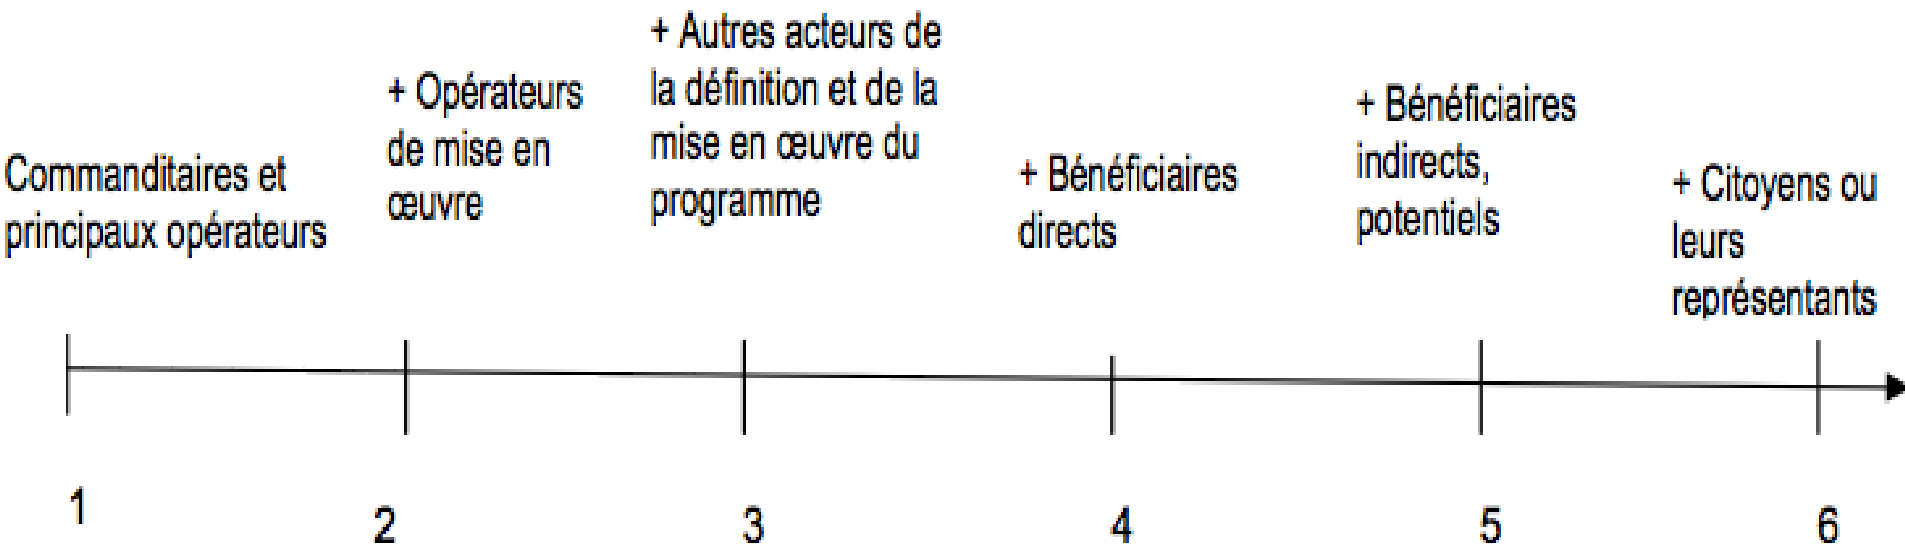 Commanditaires et
principaux opérateurs
+ Opérateurs
de mise en
œuvre
+ Autres acteurs de
la définition et de la
mise en œuvre du
programme
+ Bénéficiaires
directs
+ Bénéficiaires
indirects,
potentiels
+ Citoyens ou
leurs
représentants
1
2
3
4
5
6